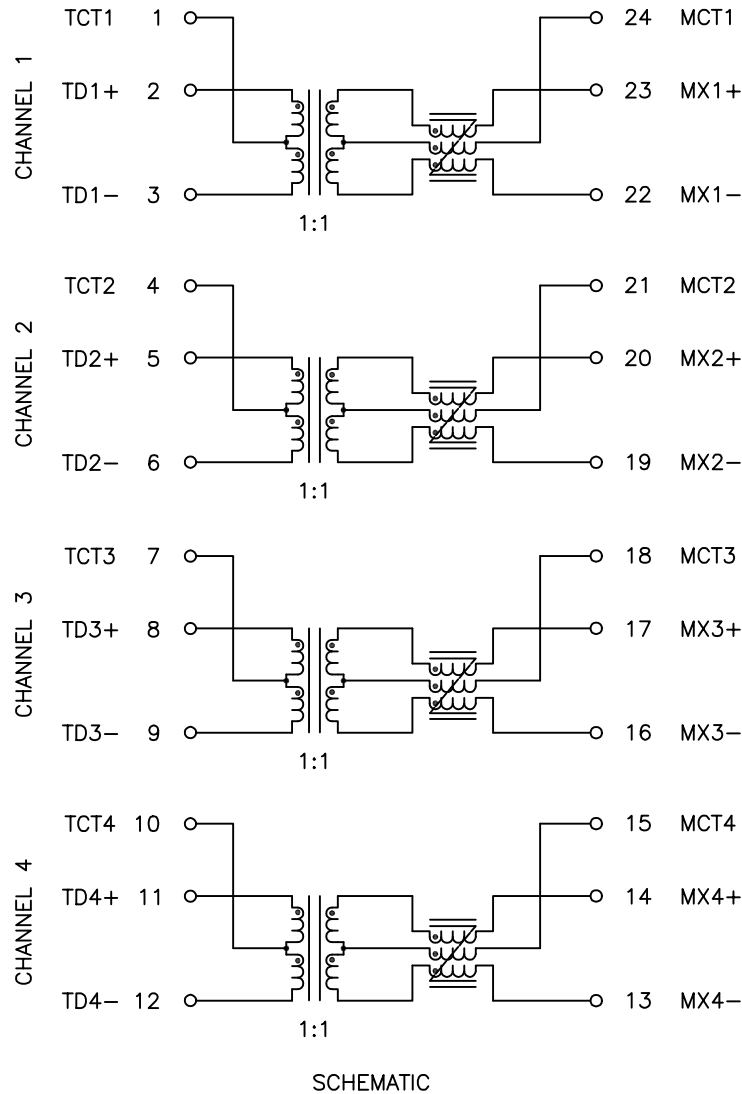 CHANNEL 1
TCT1 1 24 MCT1
TD1+ 2 23 MX1+
TD1− 3 22 MX1−
1:1
CHANNEL 2
TCT2 4 21 MCT2
TD2+ 5 20 MX2+
TD2− 6 19 MX2−
1:1
CHANNEL 3
TCT3 7 18 MCT3
TD3+ 8 17 MX3+
TD3− 9 16 MX3−
1:1
CHANNEL 4
TCT4 10 15 MCT4
TD4+ 11 14 MX4+
TD4− 12 13 MX4−
1:1
SCHEMATIC